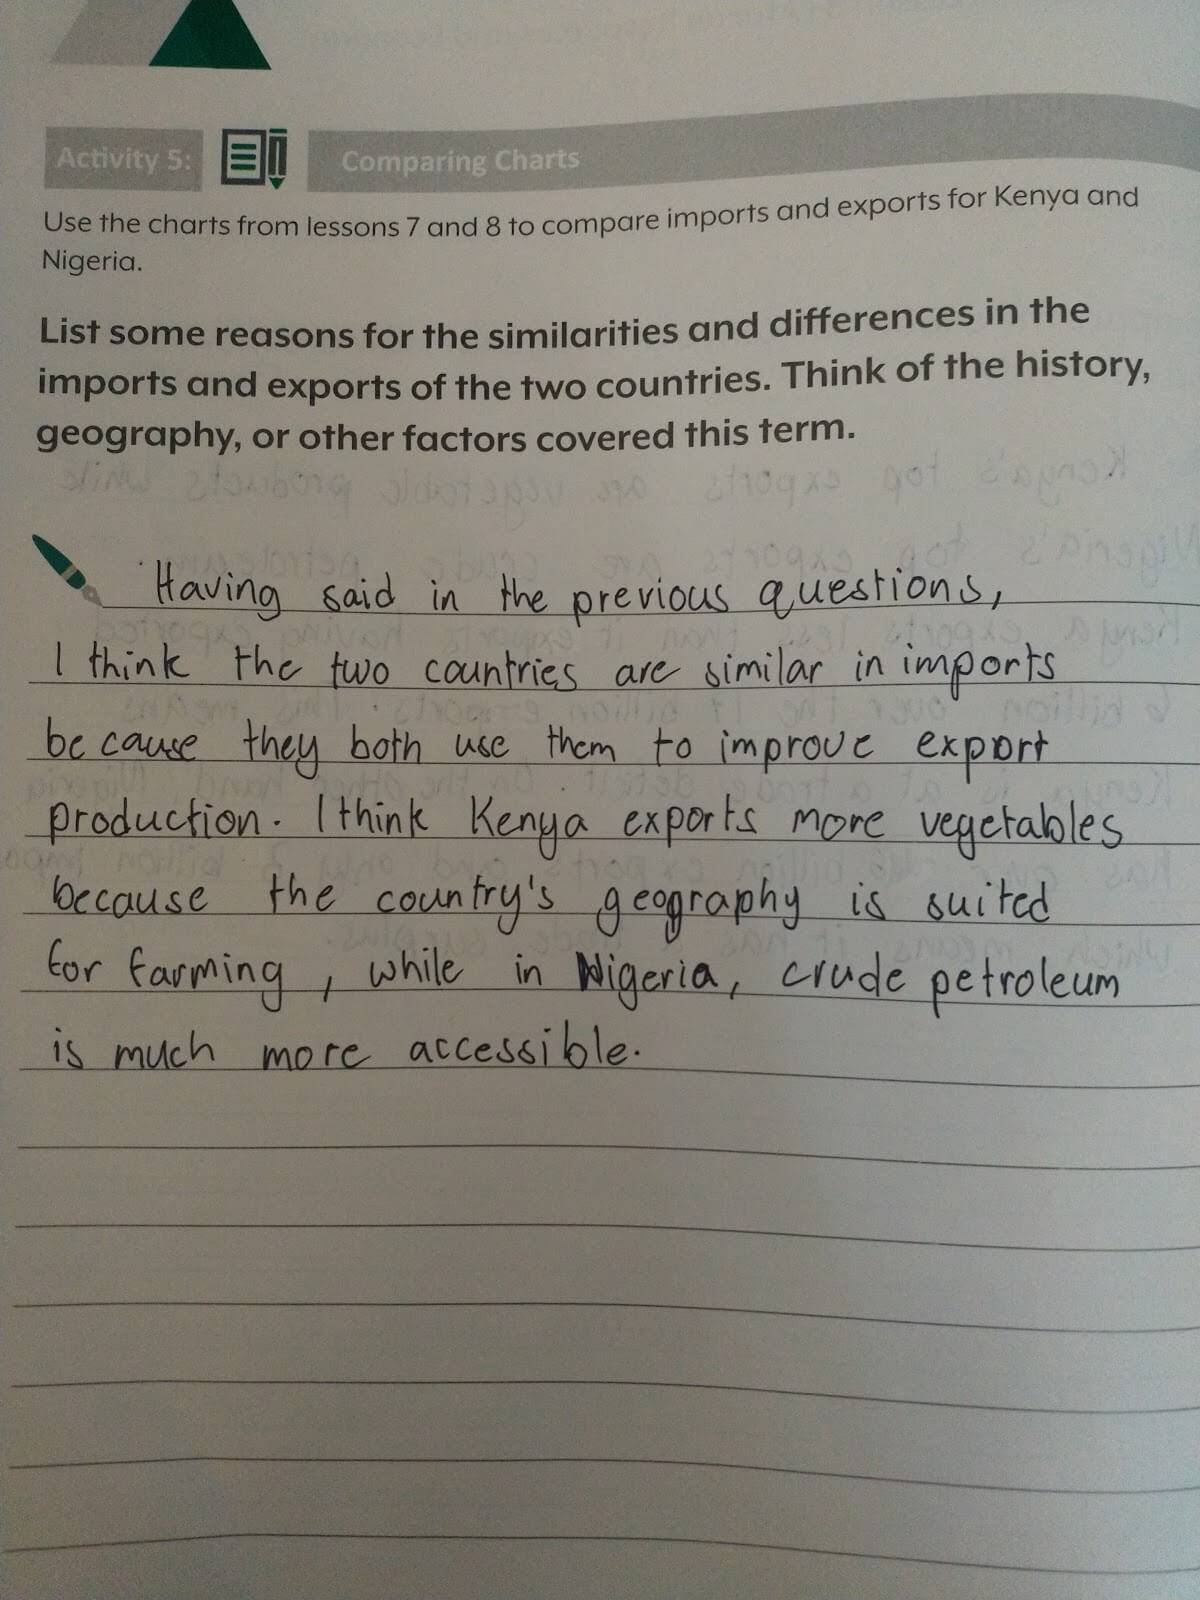 Activity 5:
Comparing Charts
Use the charts from lessons 7 and 8 to compare imports and exports for Kenya and
Nigeria.
List some reasons for the similarities and differences in the
imports and exports of the two countries. Think of the history,
geography, or other factors covered this term.
Having said in the previous questions,
I think the two countries are similar in imports
because they both use them to improve export
production. I think Kenya exports more vegetables
because the country's geography is suited
for farming, while in Nigeria, crude petroleum
is much more accessible.